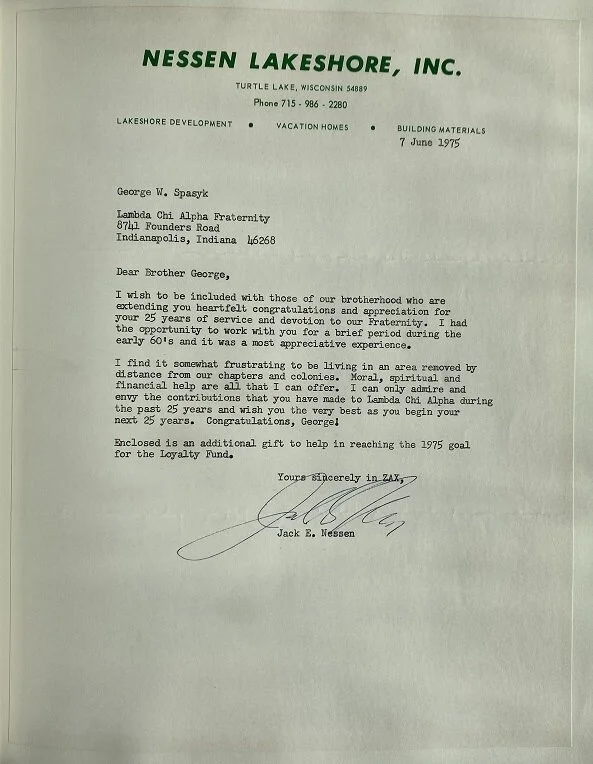 NESSEN LAKESHORE, INC.
TURTLE LAKE, WISCONSIN 54889
Phone 715 - 986 - 2280
LAKESHORE DEVELOPMENT • VACATION HOMES • BUILDING MATERIALS
7 June 1975
George W. Spasyk
Lambda Chi Alpha Fraternity
8741 Founders Road
Indianapolis, Indiana 46268
Dear Brother George,
I wish to be included with those of our brotherhood who are
extending you heartfelt congratulations and appreciation for
your 25 years of service and devotion to our Fraternity. I had
the opportunity to work with you for a brief period during the
early 60's and it was a most appreciative experience.
I find it somewhat frustrating to be living in an area removed by
distance from our chapters and colonies. Moral, spiritual and
financial help are all that I can offer. I can only admire and
envy the contributions that you have made to Lambda Chi Alpha during
the past 25 years and wish you the very best as you begin your
next 25 years. Congratulations, George!
Enclosed is an additional gift to help in reaching the 1975 goal
for the Loyalty Fund.
Yours sincerely in ZAX,
Jack E. Nessen